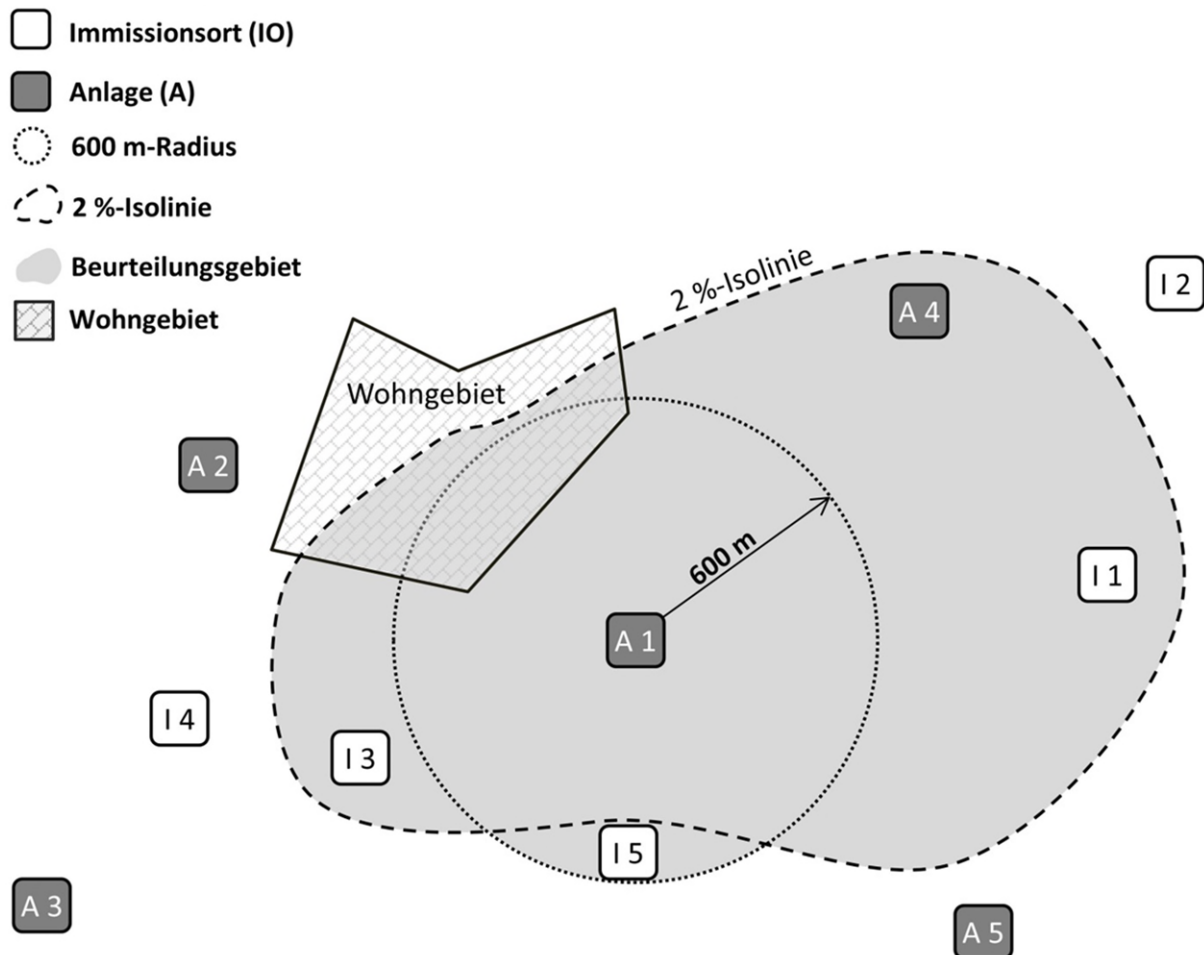 Immissionsort (IO)
Anlage (A)
600 m-Radius
2 %-Isolinie
Beurteilungsgebiet
Wohngebiet
2 %-Isolinie
I 2
A 4
Wohngebiet
A 2
600 m
I 1
A 1
I 4
I 3
I 5
A 3
A 5